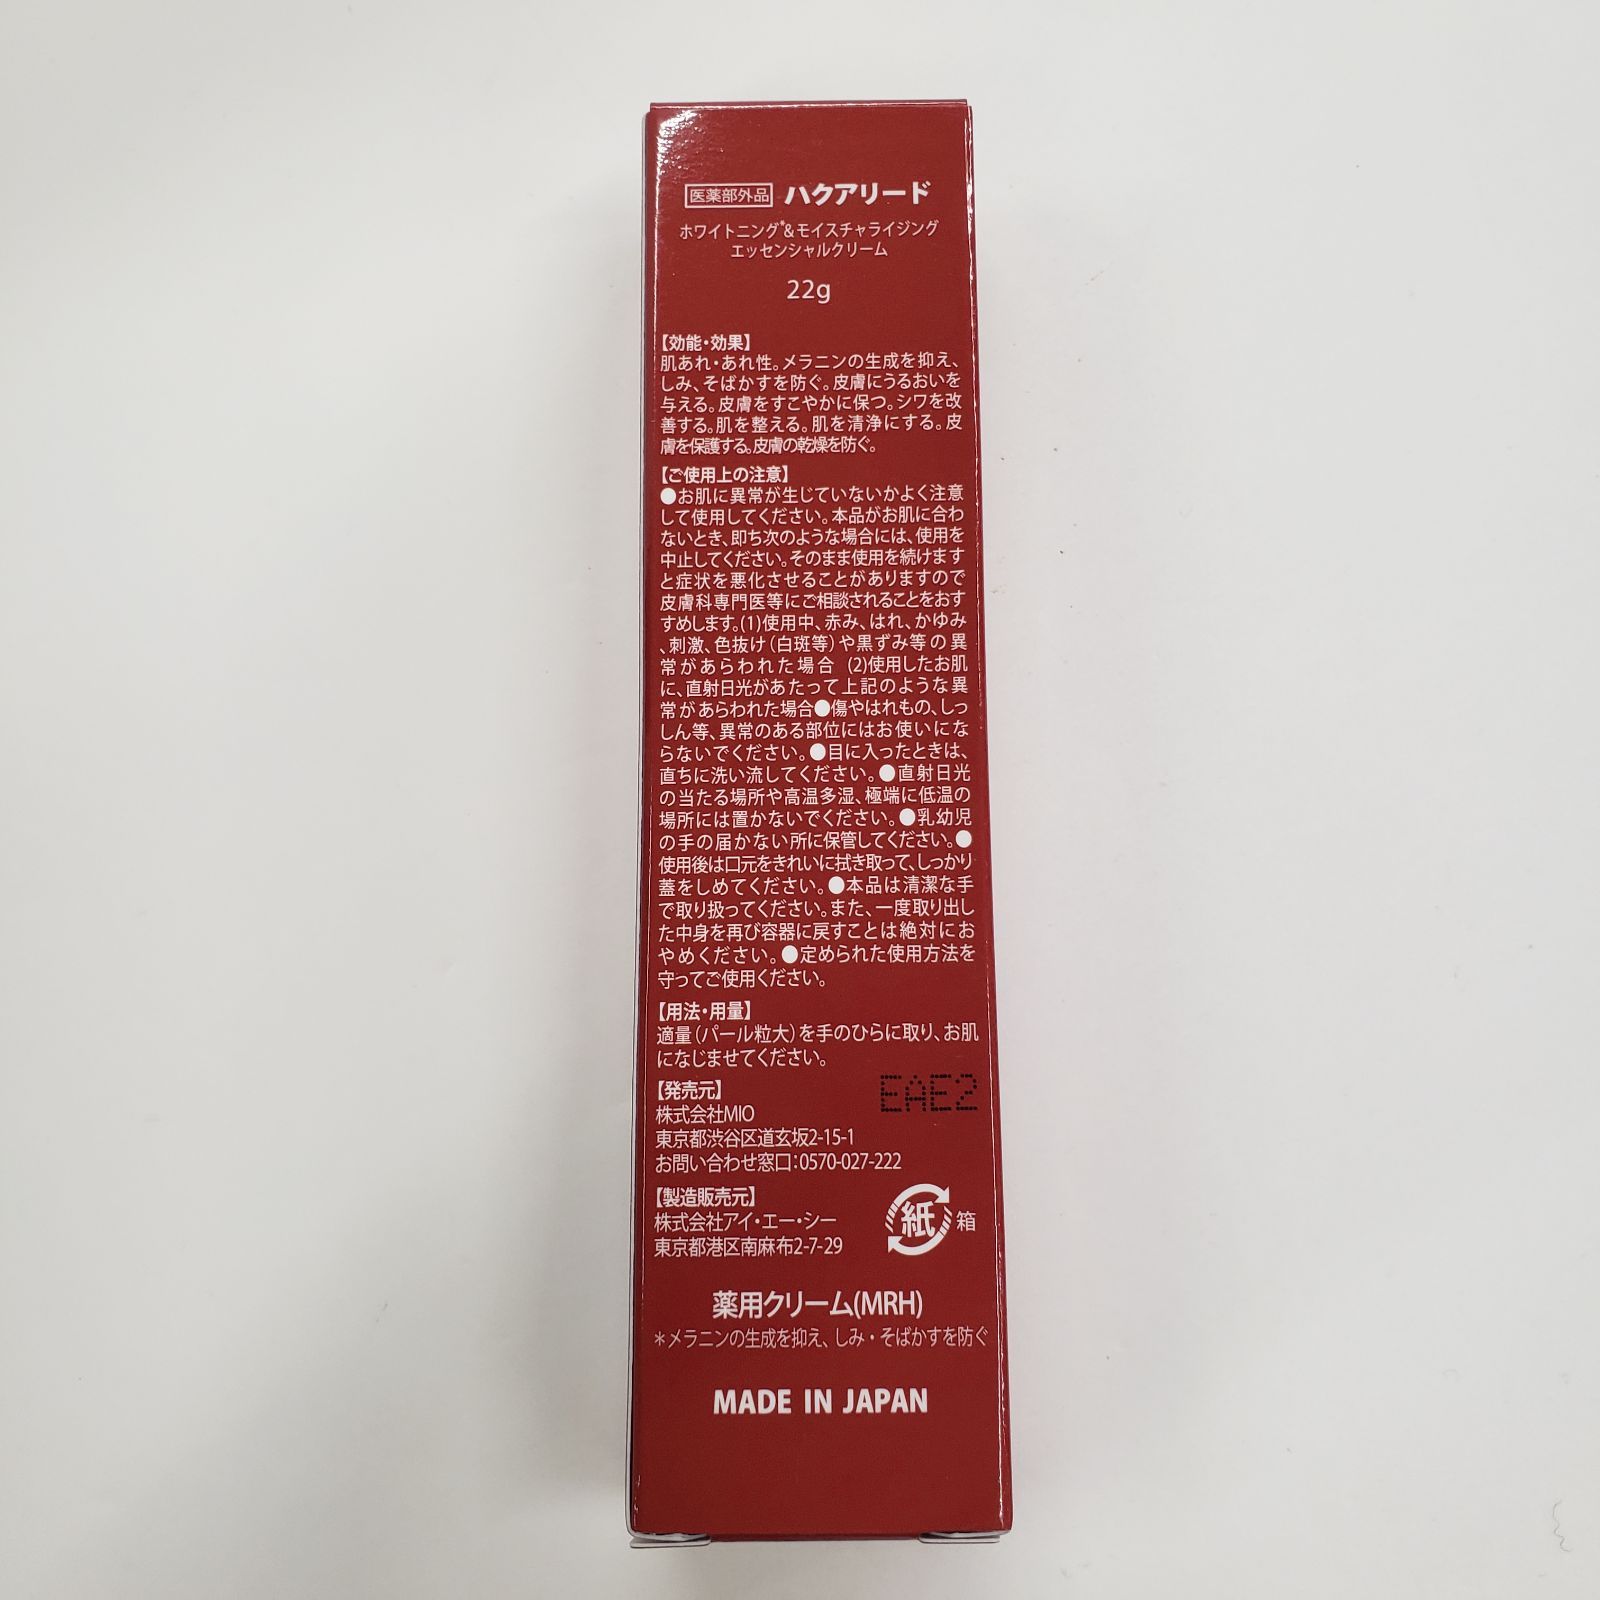 医薬部外品 ハクアリード
ホワイトニング*&モイスチャライジング
エッセンシャルクリーム
22g
【効能・効果】
肌あれ・あれ性。メラニンの生成を抑え、
しみ、そばかすを防ぐ。皮膚にうるおいを
与える。皮膚をすこやかに保つ。シワを改
善する。肌を整える。肌を清浄にする。皮
膚を保護する。皮膚の乾燥を防ぐ。
【ご使用上の注意】
●お肌に異常が生じていないかよく注意
して使用してください。本品がお肌に合わ
ないとき、即ち次のような場合には、使用を
中止してください。そのまま使用を続けます
と症状を悪化させることがありますので
皮膚科専門医等にご相談されることをおす
すめします。(1)使用中、赤み、はれ、かゆみ
、刺激、色抜け(白斑等)や黒ずみ等の異
常があらわれた場合 (2)使用したお肌
に、直射日光があたって上記のような異
常があらわれた場合●傷やはれもの、しっ
しん等、異常のある部位にはお使いにな
らないでください。●目に入ったときは、
直ちに洗い流してください。●直射日光
の当たる場所や高温多湿、極端に低温の
場所には置かないでください。●乳幼児
の手の届かない所に保管してください。●
使用後は口元をきれいに拭き取って、しっかり
蓋をしめてください。●本品は清潔な手
で取り扱ってください。また、一度取り出し
た中身を再び容器に戻すことは絶対にお
やめください。●定められた使用方法を
守ってご使用ください。
【用法・用量】
適量(パール粒大)を手のひらに取り、お肌
になじませてください。
【発売元】
EAE2
株式会社MIO
東京都渋谷区道玄坂2-15-1
お問い合わせ窓口:0570-027-222
【製造販売元】
株式会社アイ・エー・シー
東京都港区南麻布2-7-29
紙 箱
薬用クリーム(MRH)
*メラニンの生成を抑え、しみ・そばかすを防ぐ
MADE IN JAPAN